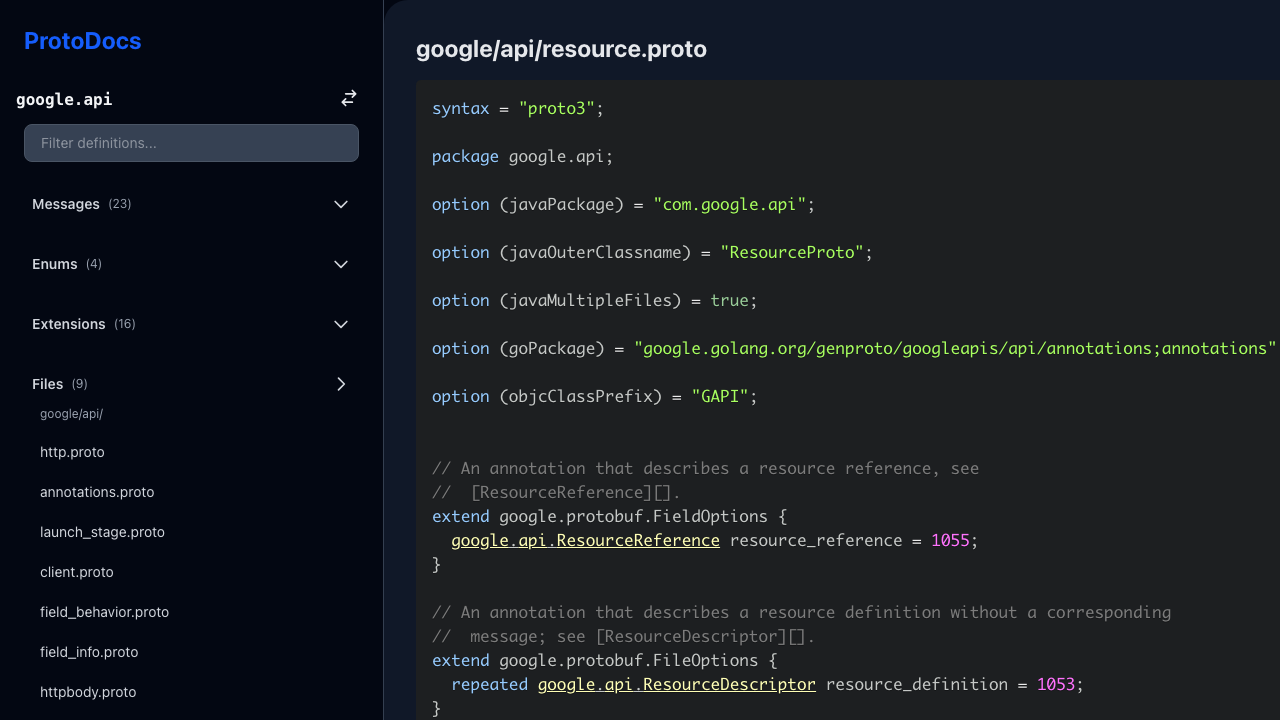 ProtoDocs
google.api
Filter definitions...
Messages (23)
Enums (4)
Extensions (16)
Files (9)
google/api/
http.proto
annotations.proto
launch_stage.proto
client.proto
field_behavior.proto
field_info.proto
httpbody.proto
google/api/resource.proto
syntax = "proto3";
package google.api;
option (javaPackage) = "com.google.api";
option (javaOuterClassname) = "ResourceProto";
option (javaMultipleFiles) = true;
option (goPackage) = "google.golang.org/genproto/googleapis/api/annotations;annotations"
option (objcClassPrefix) = "GAPI";
// An annotation that describes a resource reference, see
//  [ResourceReference][].
extend google.protobuf.FieldOptions {
  google.api.ResourceReference resource_reference = 1055;
}
// An annotation that describes a resource definition without a corresponding
//  message; see [ResourceDescriptor][].
extend google.protobuf.FileOptions {
  repeated google.api.ResourceDescriptor resource_definition = 1053;
}